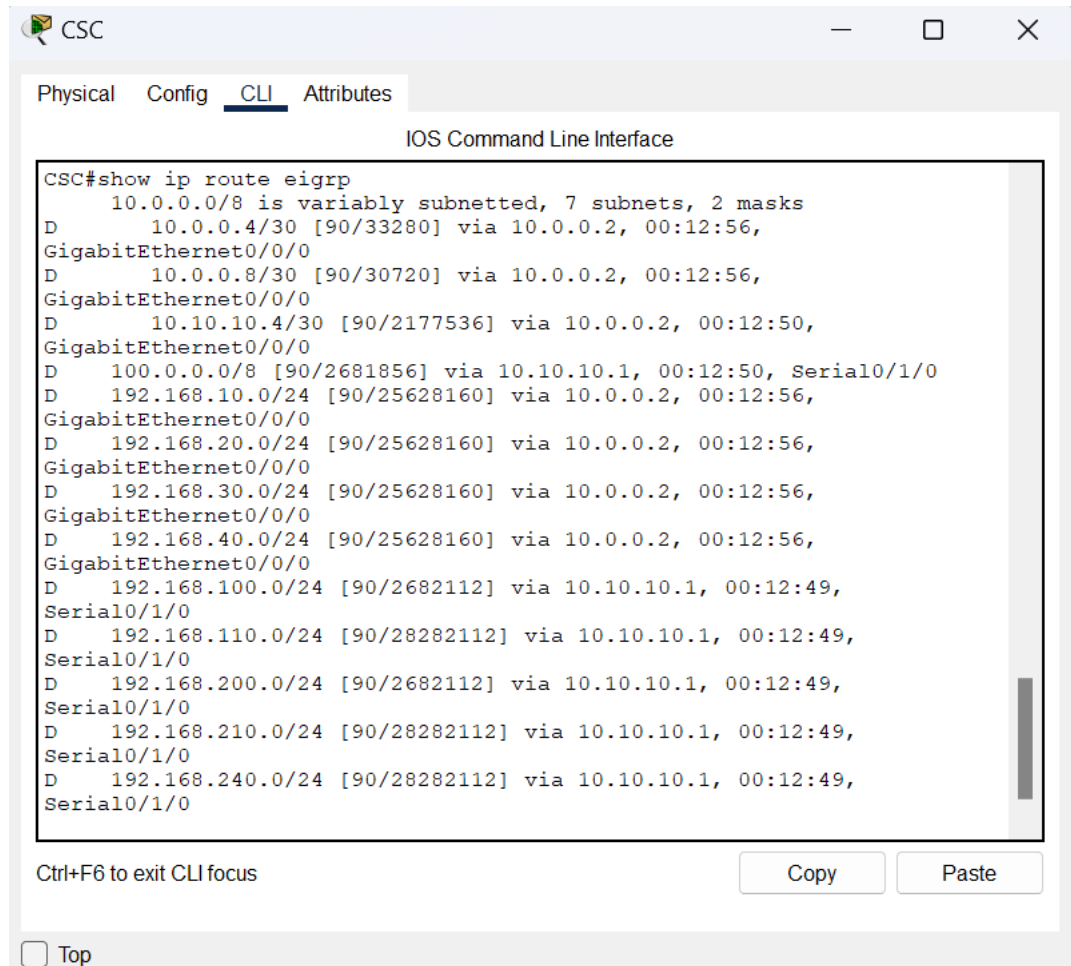 CSC
Physical Config CLI Attributes
IOS Command Line Interface
CSC#show ip route eigrp
     10.0.0.0/8 is variably subnetted, 7 subnets, 2 masks
D       10.0.0.4/30 [90/33280] via 10.0.0.2, 00:12:56,
GigabitEthernet0/0/0
D       10.0.0.8/30 [90/30720] via 10.0.0.2, 00:12:56,
GigabitEthernet0/0/0
D       10.10.10.4/30 [90/2177536] via 10.0.0.2, 00:12:50,
GigabitEthernet0/0/0
D    100.0.0.0/8 [90/2681856] via 10.10.10.1, 00:12:50, Serial0/1/0
D    192.168.10.0/24 [90/25628160] via 10.0.0.2, 00:12:56,
GigabitEthernet0/0/0
D    192.168.20.0/24 [90/25628160] via 10.0.0.2, 00:12:56,
GigabitEthernet0/0/0
D    192.168.30.0/24 [90/25628160] via 10.0.0.2, 00:12:56,
GigabitEthernet0/0/0
D    192.168.40.0/24 [90/25628160] via 10.0.0.2, 00:12:56,
GigabitEthernet0/0/0
D    192.168.100.0/24 [90/2682112] via 10.10.10.1, 00:12:49,
Serial0/1/0
D    192.168.110.0/24 [90/28282112] via 10.10.10.1, 00:12:49,
Serial0/1/0
D    192.168.200.0/24 [90/2682112] via 10.10.10.1, 00:12:49,
Serial0/1/0
D    192.168.210.0/24 [90/28282112] via 10.10.10.1, 00:12:49,
Serial0/1/0
D    192.168.240.0/24 [90/28282112] via 10.10.10.1, 00:12:49,
Serial0/1/0
Ctrl+F6 to exit CLI focus
Copy Paste
Top